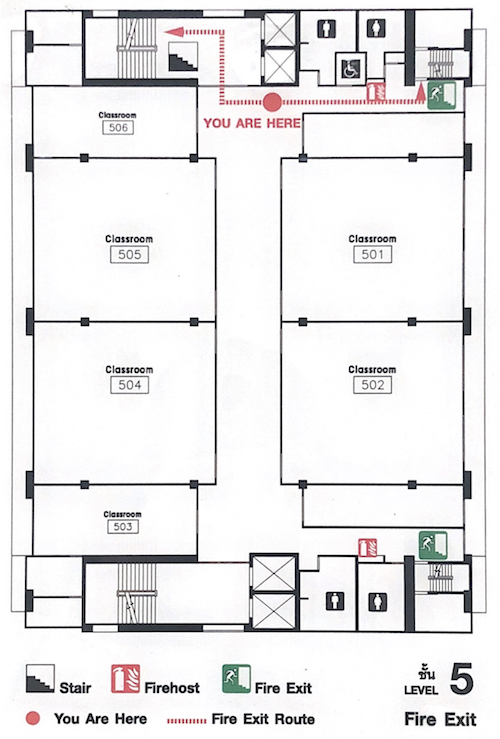 YOU ARE HERE
Classroom
506
Classroom
505
Classroom
501
Classroom
504
Classroom
502
Classroom
503
Stair
Firehost
Fire Exit
ชั้น
LEVEL 5
You Are Here
Fire Exit Route
Fire Exit